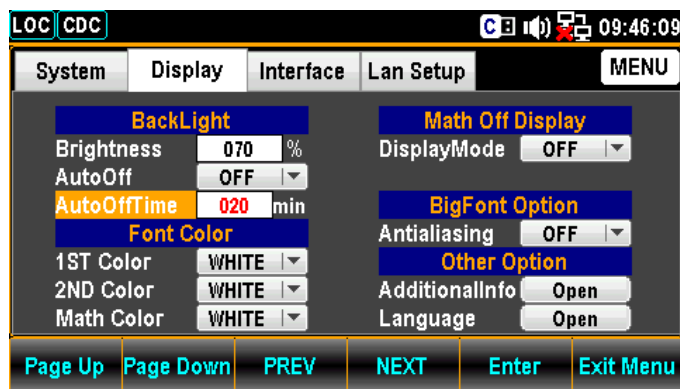 LOC CDC C 09:46:09
System Display Interface Lan Setup MENU
BackLight
Brightness 070 %
AutoOff OFF
AutoOffTime 020 min
Font Color
1ST Color WHITE
2ND Color WHITE
Math Color WHITE
Math Off Display
DisplayMode OFF
BigFont Option
Antialiasing OFF
Other Option
AdditionalInfo Open
Language Open
Page Up Page Down PREV NEXT Enter Exit Menu